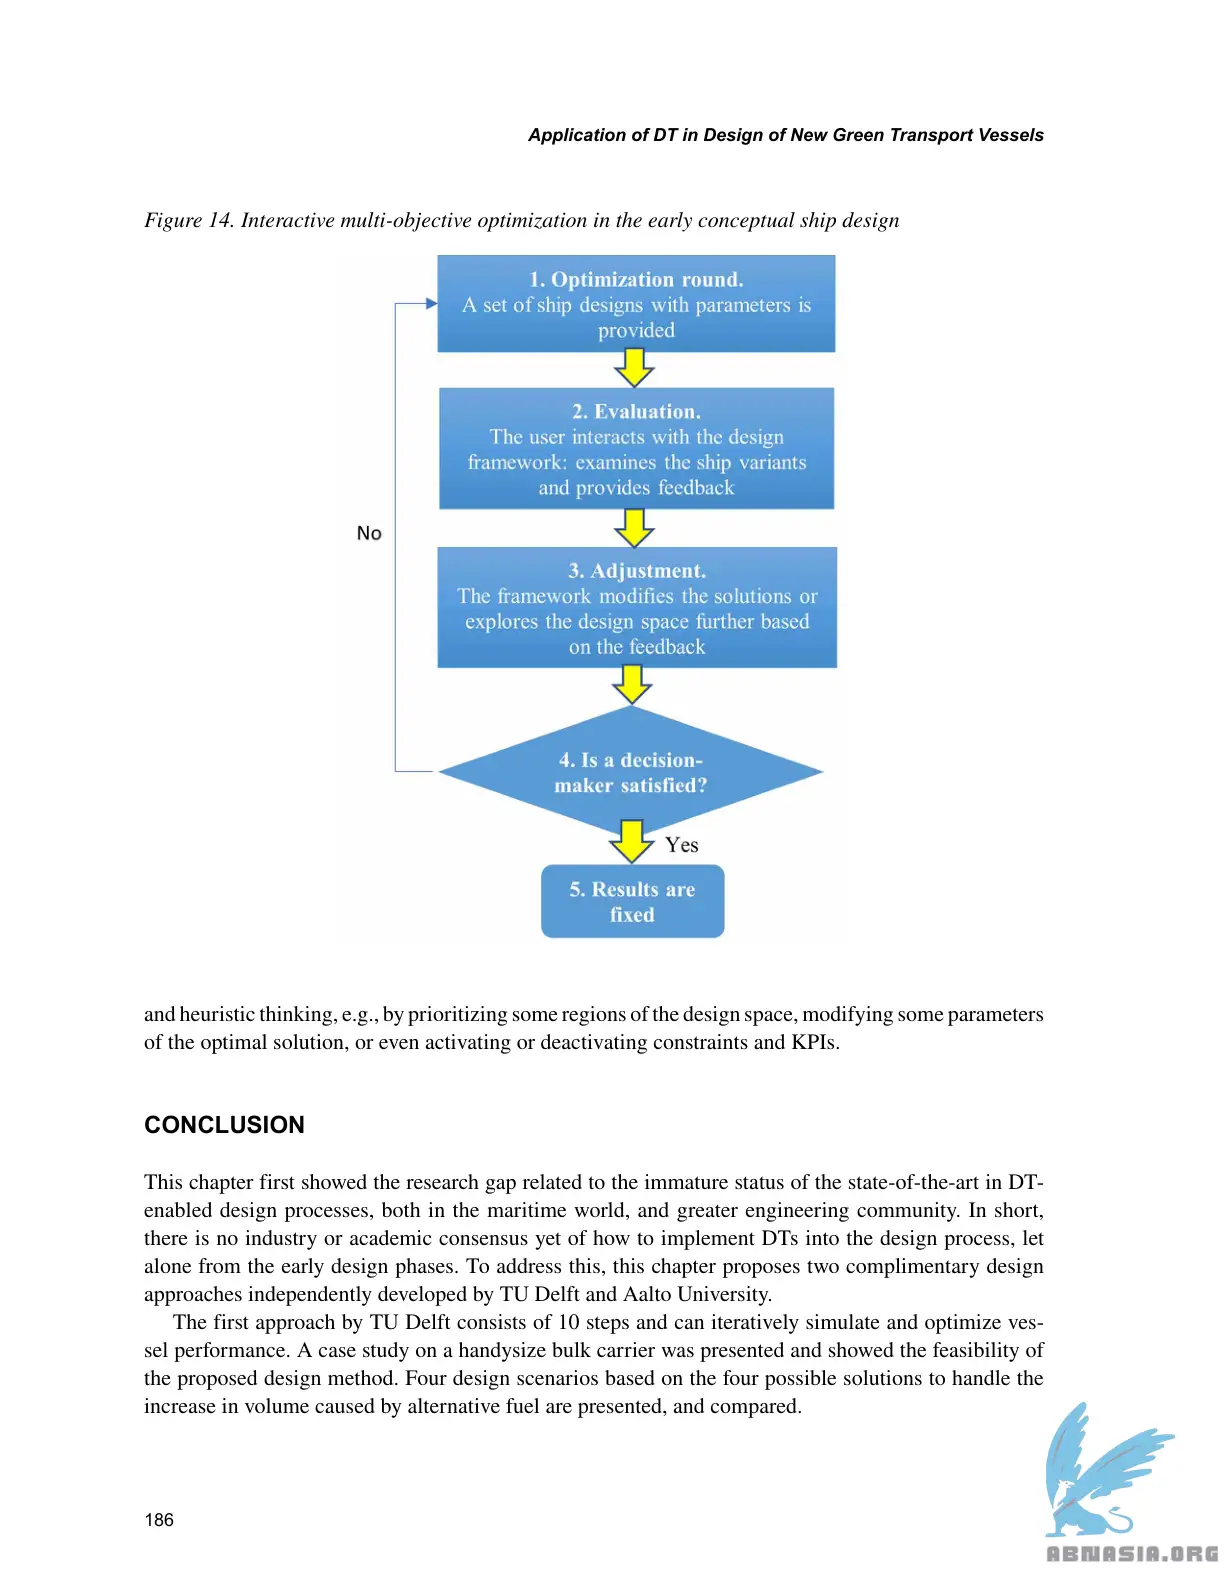 Application of DT in Design of New Green Transport Vessels
Figure 14. Interactive multi-objective optimization in the early conceptual ship design
1. Optimization round.
A set of ship designs with parameters is
provided
2. Evaluation.
The user interacts with the design
framework: examines the ship variants
and provides feedback
No
3. Adjustment.
The framework modifies the solutions or
explores the design space further based
on the feedback
4. Is a decision-
maker satisfied?
Yes
5. Results are
fixed
and heuristic thinking, e.g., by prioritizing some regions of the design space, modifying some parameters
of the optimal solution, or even activating or deactivating constraints and KPIs.
CONCLUSION
This chapter first showed the research gap related to the immature status of the state-of-the-art in DT-
enabled design processes, both in the maritime world, and greater engineering community. In short,
there is no industry or academic consensus yet of how to implement DTs into the design process, let
alone from the early design phases. To address this, this chapter proposes two complimentary design
approaches independently developed by TU Delft and Aalto University.
The first approach by TU Delft consists of 10 steps and can iteratively simulate and optimize ves-
sel performance. A case study on a handysize bulk carrier was presented and showed the feasibility of
the proposed design method. Four design scenarios based on the four possible solutions to handle the
increase in volume caused by alternative fuel are presented, and compared.
186
ABNASIA.ORG